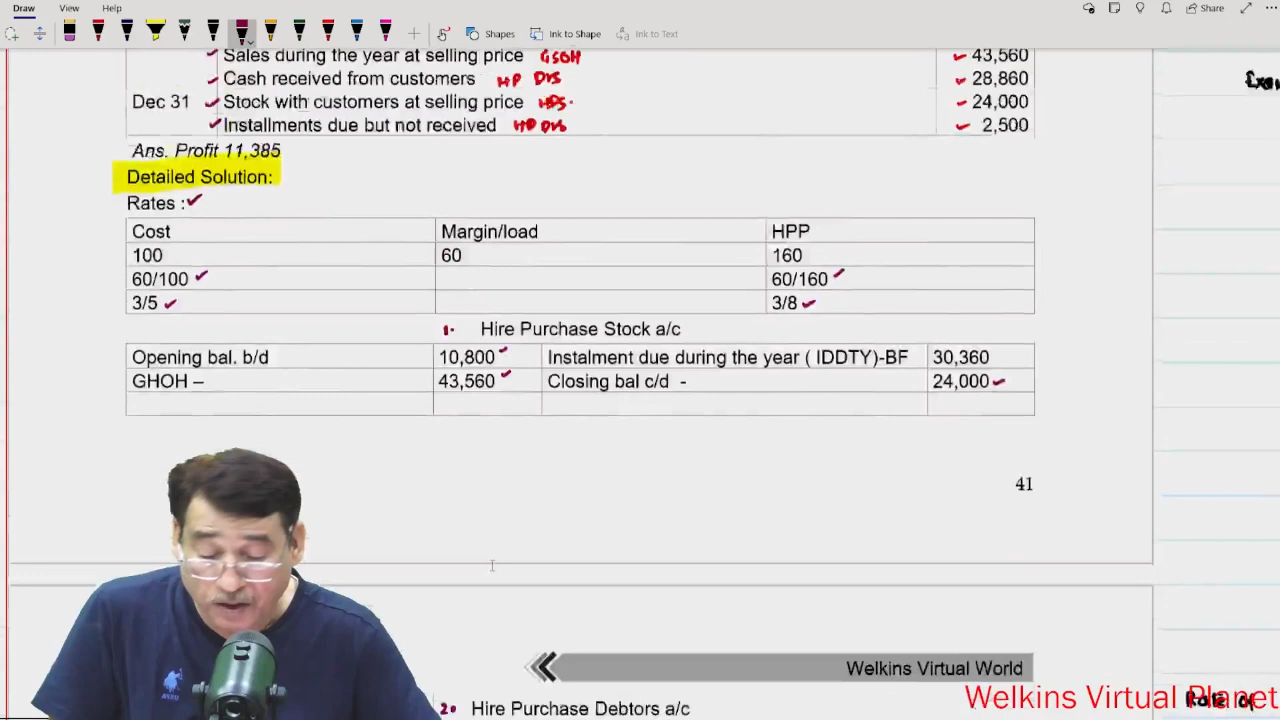 Draw View Help Share
Shapes Ink to Shape Ink to Text
Sales during the year at selling price GSOH 43,560
Cash received from customers HP Drs 28,860
Dec 31 Stock with customers at selling price HPS 24,000
Installments due but not received HP Drs 2,500
Ans. Profit 11,385
Detailed Solution:
Rates :
Cost Margin/load HPP
100 60 160
60/100 60/160
3/5 3/8
1. Hire Purchase Stock a/c
Opening bal. b/d 10,800 Instalment due during the year ( IDDTY)-BF 30,360
GHOH – 43,560 Closing bal c/d - 24,000
41
Welkins Virtual World
Welkins Virtual Planet
2. Hire Purchase Debtors a/c